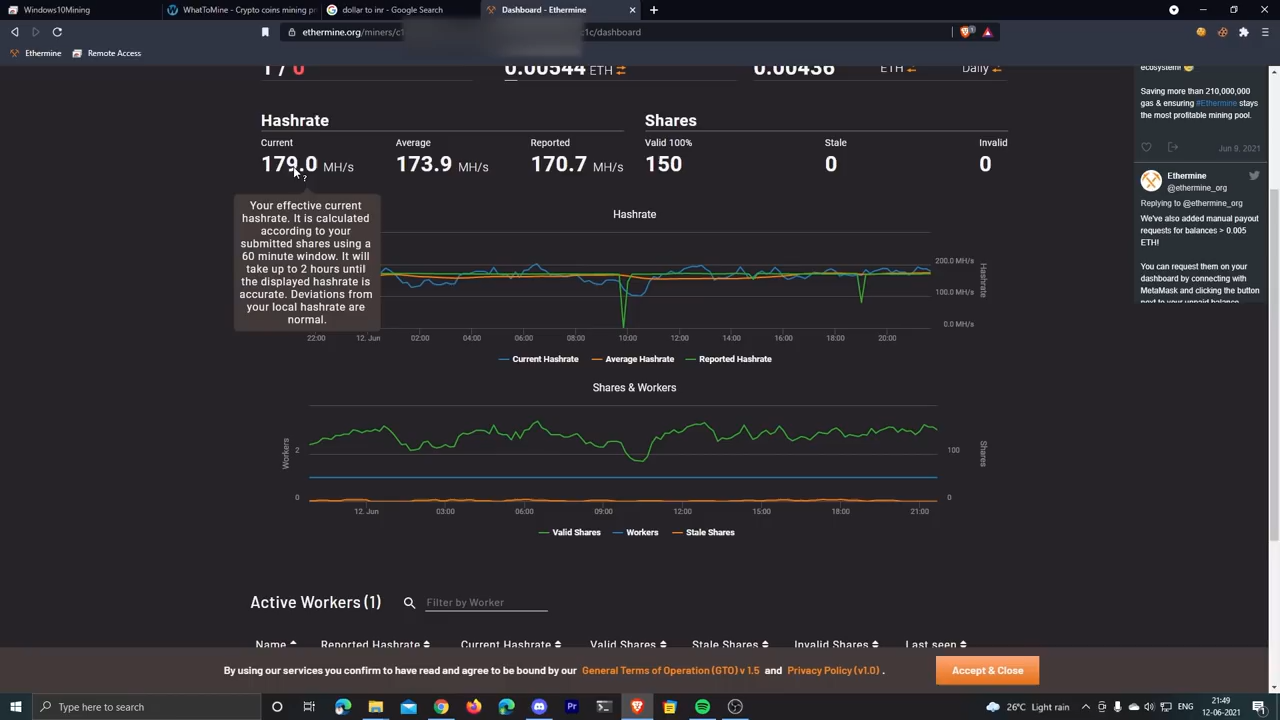 Windows10Mining
WhatToMine - Crypto coins mining pr
dollar to inr - Google Search
Dashboard - Ethermine
ethermine.org/miners/c1
c1c/dashboard
Ethermine
Remote Access
1 / 0
0.00544 ETH
0.00436 ETH Daily
Hashrate
Current
179.0 MH/s
Average
173.9 MH/s
Reported
170.7 MH/s
Shares
Valid 100%
150
Stale
0
Invalid
0
Your effective current
hashrate. It is calculated
according to your
submitted shares using a
60 minute window. It will
take up to 2 hours until
the displayed hashrate is
accurate. Deviations from
your local hashrate are
normal.
Hashrate
200.0 MH/s
100.0 MH/s
0.0 MH/s
Hashrate
22:00 12. Jun 02:00 04:00 06:00 08:00 10:00 12:00 14:00 16:00 18:00 20:00
Current Hashrate Average Hashrate Reported Hashrate
Shares & Workers
Workers
2
0
100
0
Shares
12. Jun 03:00 06:00 09:00 12:00 15:00 18:00 21:00
Valid Shares Workers Stale Shares
Active Workers (1)
Filter by Worker
Name Reported Hashrate Current Hashrate Valid Shares Stale Shares Invalid Shares Last seen
ecosystem!
Saving more than 210,000,000
gas & ensuring #Ethermine stays
the most profitable mining pool.
Jun 9, 2021
Ethermine
@ethermine_org
Replying to @ethermine_org
We've also added manual payout
requests for balances > 0.005
ETH!
You can request them on your
dashboard by connecting with
MetaMask and clicking the button
next to your unpaid balance
By using our services you confirm to have read and agree to be bound by our General Terms of Operation (GTO) v 1.5 and Privacy Policy (v1.0) .
Accept & Close
Type here to search
Pr
26°C Light rain
ENG
21:49
12-06-2021
1